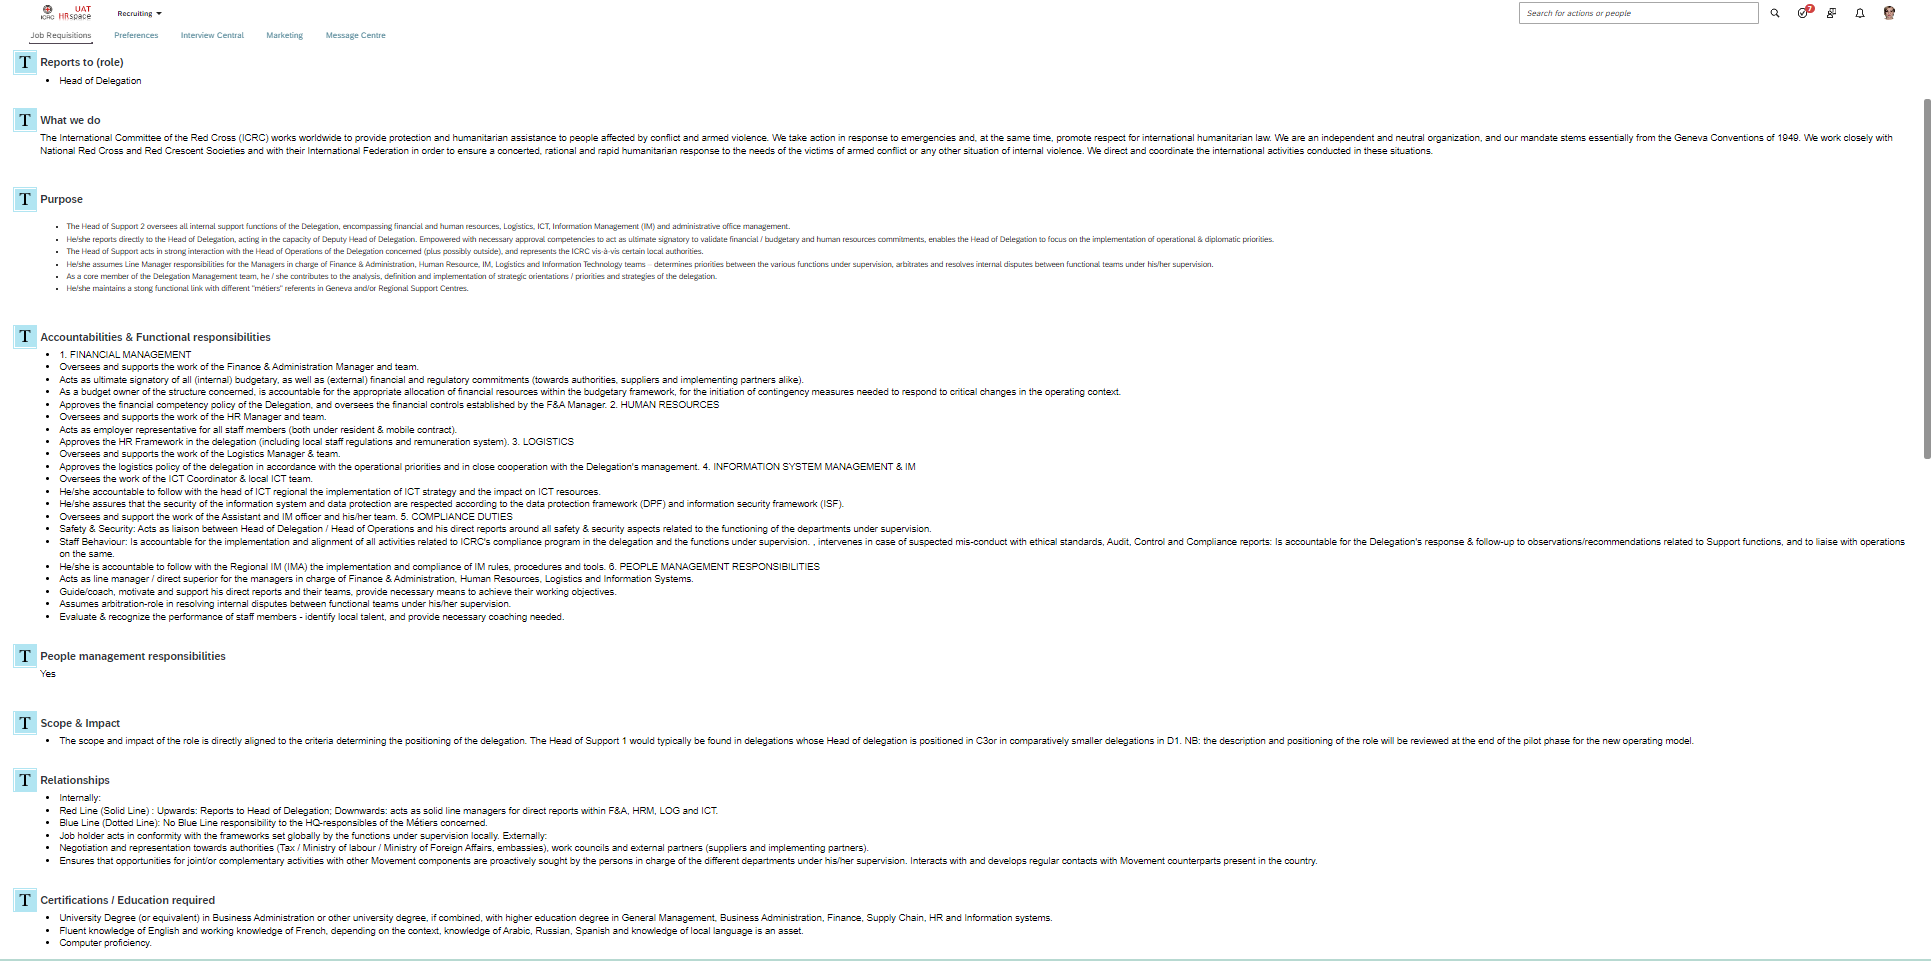 UAT
ICRC HRspace
Recruiting
Search for actions or people
7
Job Requisitions Preferences Interview Central Marketing Message Centre
T Reports to (role)
• Head of Delegation
T What we do
The International Committee of the Red Cross (ICRC) works worldwide to provide protection and humanitarian assistance to people affected by conflict and armed violence. We take action in response to emergencies and, at the same time, promote respect for international humanitarian law. We are an independent and neutral organization, and our mandate stems essentially from the Geneva Conventions of 1949. We work closely with
National Red Cross and Red Crescent Societies and with their International Federation in order to ensure a concerted, rational and rapid humanitarian response to the needs of the victims of armed conflict or any other situation of internal violence. We direct and coordinate the international activities conducted in these situations.
T Purpose
• The Head of Support 2 oversees all internal support functions of the Delegation, encompassing financial and human resources, Logistics, ICT, Information Management (IM) and administrative office management.
• He/she reports directly to the Head of Delegation, acting in the capacity of Deputy Head of Delegation. Empowered with necessary approval competencies to act as ultimate signatory to validate financial / budgetary and human resources commitments, enables the Head of Delegation to focus on the implementation of operational & diplomatic priorities.
• The Head of Support acts in strong interaction with the Head of Operations of the Delegation concerned (plus possibly outside), and represents the ICRC vis-à-vis certain local authorities.
• He/she assumes Line Manager responsibilities for the Managers in charge of Finance & Administration, Human Resource, IM, Logistics and Information Technology teams – determines priorities between the various functions under supervision, arbitrates and resolves internal disputes between functional teams under his/her supervision.
• As a core member of the Delegation Management team, he / she contributes to the analysis, definition and implementation of strategic orientations / priorities and strategies of the delegation.
• He/she maintains a stong functional link with different "métiers" referents in Geneva and/or Regional Support Centres.
T Accountabilities & Functional responsibilities
• 1. FINANCIAL MANAGEMENT
• Oversees and supports the work of the Finance & Administration Manager and team.
• Acts as ultimate signatory of all (internal) budgetary, as well as (external) financial and regulatory commitments (towards authorities, suppliers and implementing partners alike).
• As a budget owner of the structure concerned, is accountable for the appropriate allocation of financial resources within the budgetary framework, for the initiation of contingency measures needed to respond to critical changes in the operating context.
• Approves the financial competency policy of the Delegation, and oversees the financial controls established by the F&A Manager. 2. HUMAN RESOURCES
• Oversees and supports the work of the HR Manager and team.
• Acts as employer representative for all staff members (both under resident & mobile contract).
• Approves the HR Framework in the delegation (including local staff regulations and remuneration system). 3. LOGISTICS
• Oversees and supports the work of the Logistics Manager & team.
• Approves the logistics policy of the delegation in accordance with the operational priorities and in close cooperation with the Delegation's management. 4. INFORMATION SYSTEM MANAGEMENT & IM
• Oversees the work of the ICT Coordinator & local ICT team.
• He/she accountable to follow with the head of ICT regional the implementation of ICT strategy and the impact on ICT resources.
• He/she assures that the security of the information system and data protection are respected according to the data protection framework (DPF) and information security framework (ISF).
• Oversees and support the work of the Assistant and IM officer and his/her team. 5. COMPLIANCE DUTIES
• Safety & Security: Acts as liaison between Head of Delegation / Head of Operations and his direct reports around all safety & security aspects related to the functioning of the departments under supervision.
• Staff Behaviour: Is accountable for the implementation and alignment of all activities related to ICRC's compliance program in the delegation and the functions under supervision. , intervenes in case of suspected mis-conduct with ethical standards, Audit, Control and Compliance reports: Is accountable for the Delegation's response & follow-up to observations/recommendations related to Support functions, and to liaise with operations
on the same.
• He/she is accountable to follow with the Regional IM (IMA) the implementation and compliance of IM rules, procedures and tools. 6. PEOPLE MANAGEMENT RESPONSIBILITIES
• Acts as line manager / direct superior for the managers in charge of Finance & Administration, Human Resources, Logistics and Information Systems.
• Guide/coach, motivate and support his direct reports and their teams, provide necessary means to achieve their working objectives.
• Assumes arbitration-role in resolving internal disputes between functional teams under his/her supervision.
• Evaluate & recognize the performance of staff members - identify local talent, and provide necessary coaching needed.
T People management responsibilities
Yes
T Scope & Impact
• The scope and impact of the role is directly aligned to the criteria determining the positioning of the delegation. The Head of Support 1 would typically be found in delegations whose Head of delegation is positioned in C3or in comparatively smaller delegations in D1. NB: the description and positioning of the role will be reviewed at the end of the pilot phase for the new operating model.
T Relationships
• Internally:
• Red Line (Solid Line) : Upwards: Reports to Head of Delegation; Downwards: acts as solid line managers for direct reports within F&A, HRM, LOG and ICT.
• Blue Line (Dotted Line): No Blue Line responsibility to the HQ-responsibles of the Métiers concerned.
• Job holder acts in conformity with the frameworks set globally by the functions under supervision locally. Externally:
• Negotiation and representation towards authorities (Tax / Ministry of labour / Ministry of Foreign Affairs, embassies), work councils and external partners (suppliers and implementing partners).
• Ensures that opportunities for joint/or complementary activities with other Movement components are proactively sought by the persons in charge of the different departments under his/her supervision. Interacts with and develops regular contacts with Movement counterparts present in the country.
T Certifications / Education required
• University Degree (or equivalent) in Business Administration or other university degree, if combined, with higher education degree in General Management, Business Administration, Finance, Supply Chain, HR and Information systems.
• Fluent knowledge of English and working knowledge of French, depending on the context, knowledge of Arabic, Russian, Spanish and knowledge of local language is an asset.
• Computer proficiency.